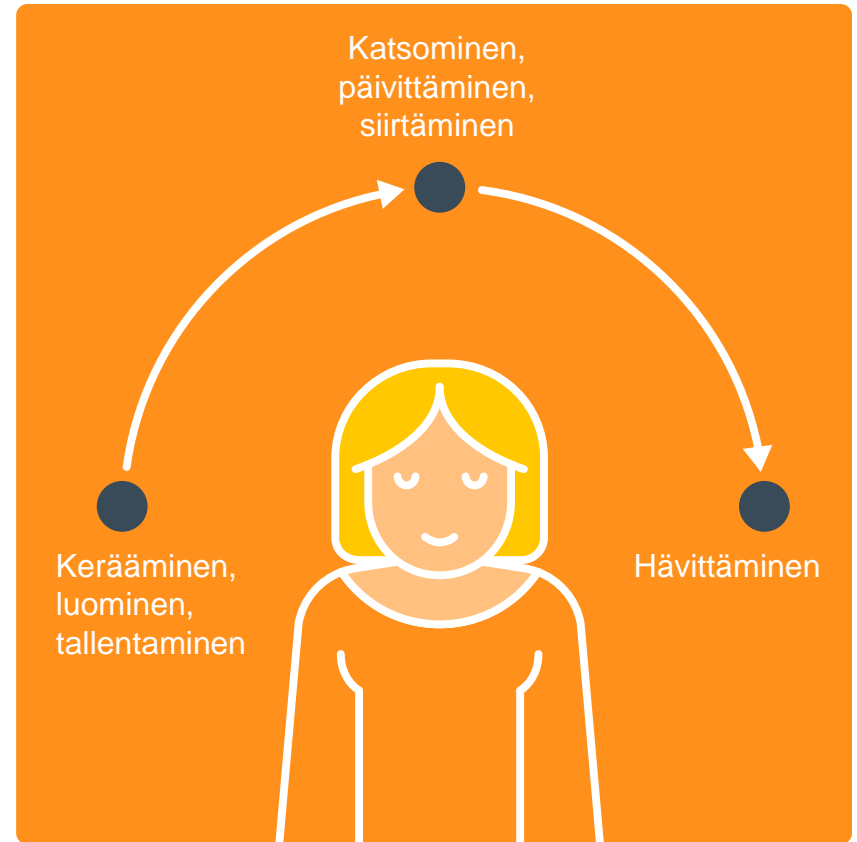 Katsominen,
päivittäminen,
siirtäminen
Kerääminen,
luominen,
tallentaminen
Hävittäminen